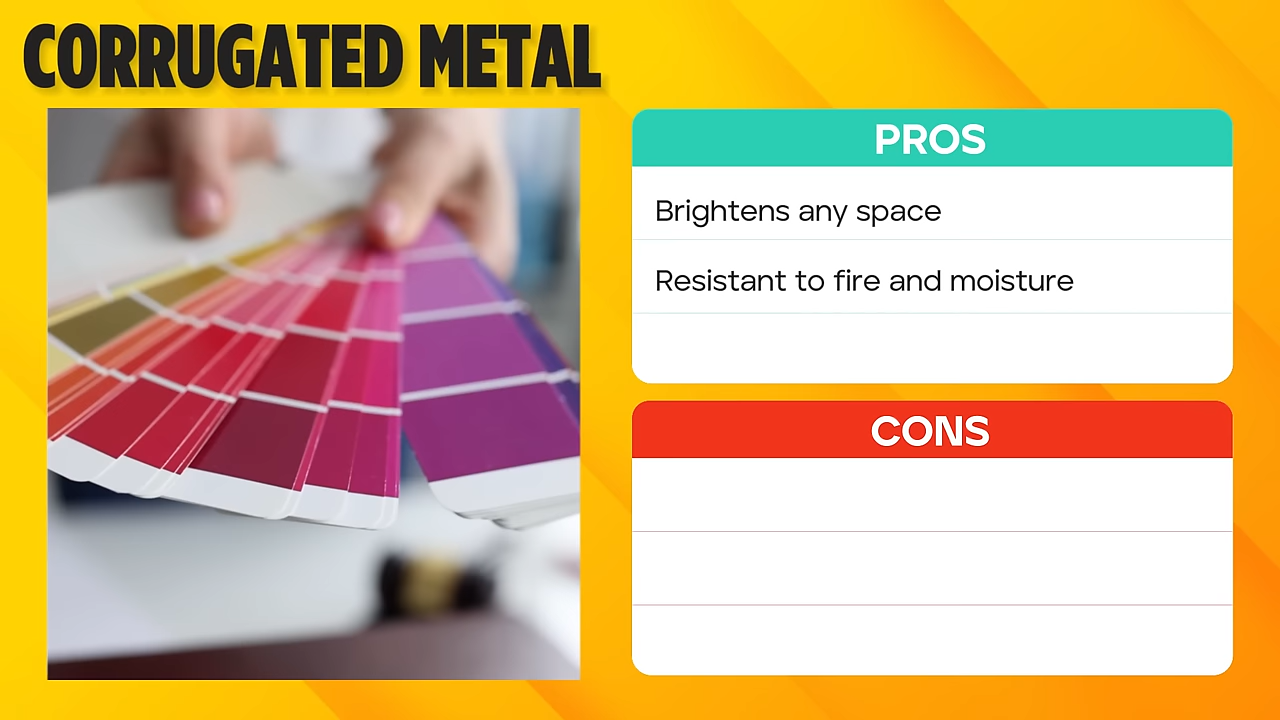 CORRUGATED METAL
PROS
Brightens any space
Resistant to fire and moisture
CONS